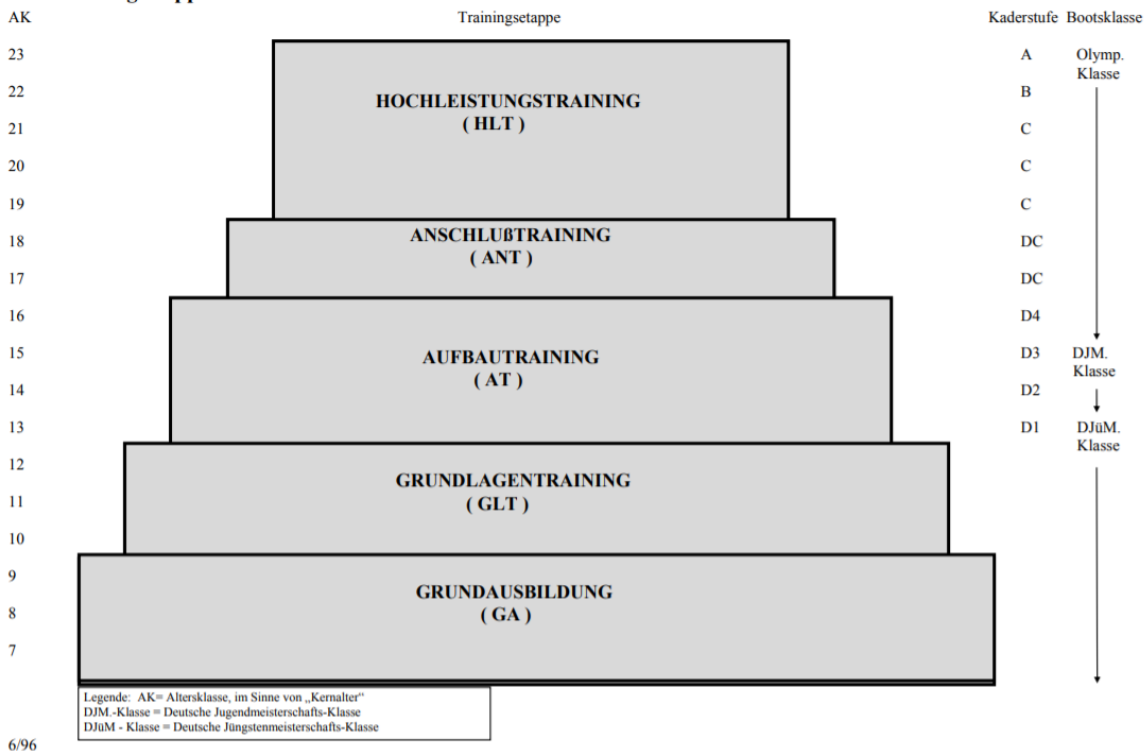 AK Trainingsetappe Kaderstufe Bootsklasse
23 A Olymp.
Klasse
22 B
HOCHLEISTUNGSTRAINING
( HLT )
21 C
20 C
19 C
18 ANSCHLUßTRAINING DC
( ANT )
17 DC
16 D4
15 AUFBAUTRAINING D3 DJM.
Klasse
( AT )
14 D2
13 D1 DJüM.
Klasse
12
GRUNDLAGENTRAINING
11 ( GLT )
10
9
GRUNDAUSBILDUNG
8 ( GA )
7
Legende: AK= Altersklasse, im Sinne von „Kernalter“
DJM.-Klasse = Deutsche Jugendmeisterschafts-Klasse
DJüM - Klasse = Deutsche Jüngstenmeisterschafts-Klasse
6/96